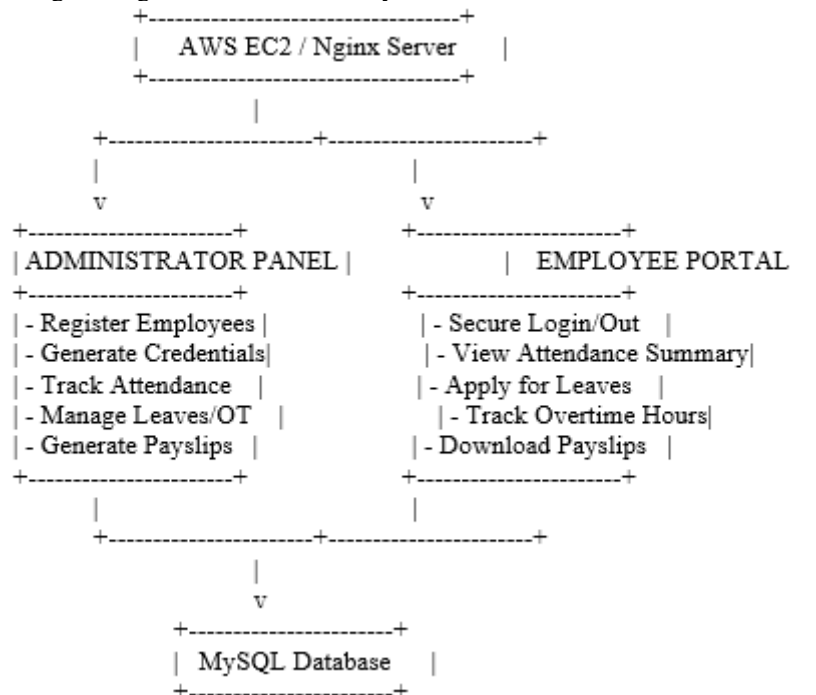 +-----------------------------------+
| AWS EC2 / Nginx Server |
+-----------------------------------+
|
+-----------------------+-----------------------+
| |
v v
+-----------------------+ +-----------------------+
| ADMINISTRATOR PANEL | | EMPLOYEE PORTAL
+-----------------------+ +-----------------------+
| - Register Employees | | - Secure Login/Out |
| - Generate Credentials| | - View Attendance Summary|
| - Track Attendance | | - Apply for Leaves |
| - Manage Leaves/OT | | - Track Overtime Hours|
| - Generate Payslips | | - Download Payslips |
+-----------------------+ +-----------------------+
| |
+-----------------------+-----------------------+
|
v
+-----------------------+
| MySQL Database |
+-----------------------+